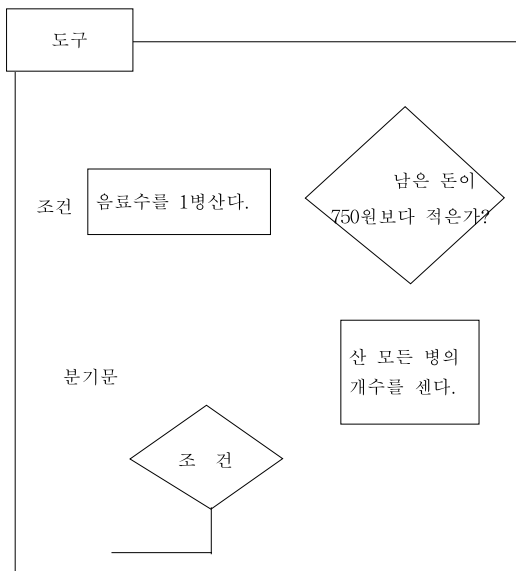 도구
조건
음료수를 1병산다.
남은 돈이
750원보다 적은가?
산 모든 병의
개수를 센다.
분기문
조 건